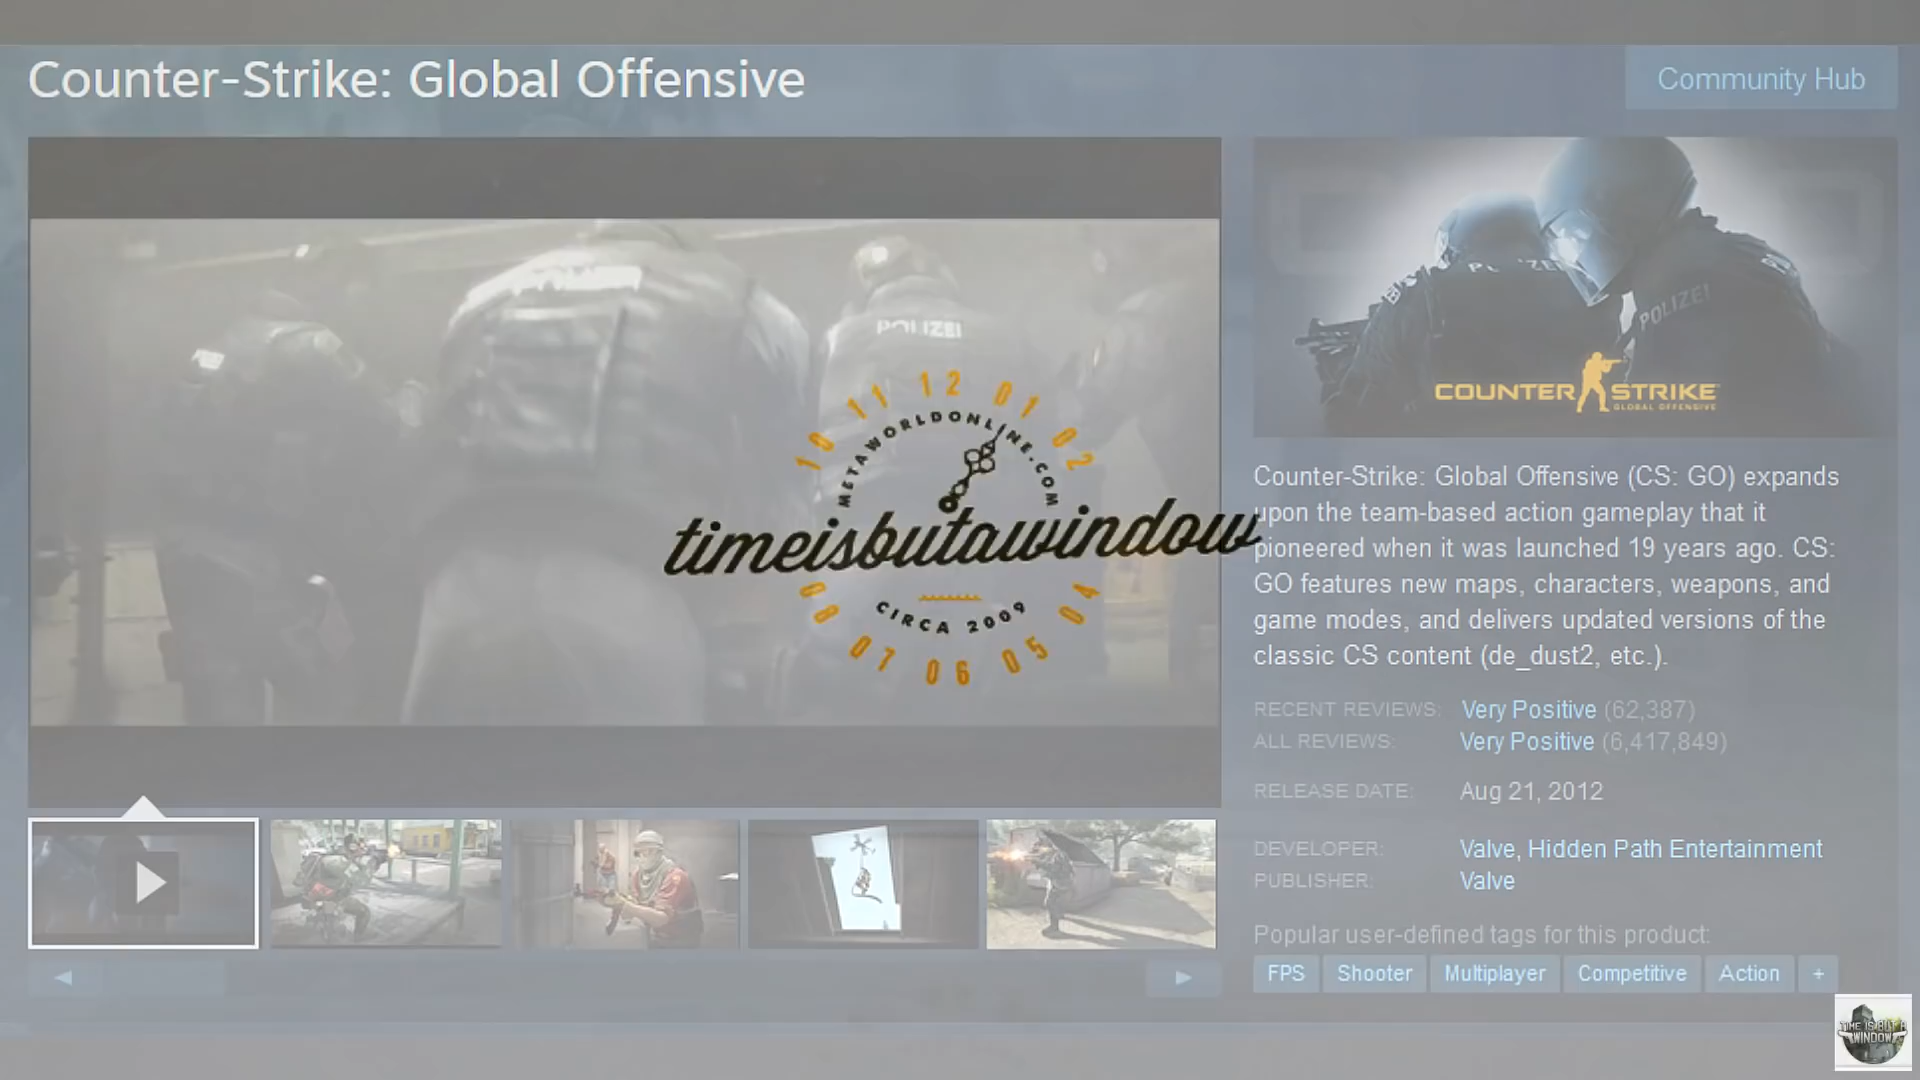 Counter-Strike: Global Offensive
Community Hub
POLIZEI
POLIZEI
COUNTER STRIKE
GLOBAL OFFENSIVE
10 11 12 01 02
METAWORLDONLINE.COM
timeisbutawindow
CIRCA 2009
08 07 06 05 04
Counter-Strike: Global Offensive (CS: GO) expands
upon the team-based action gameplay that it
pioneered when it was launched 19 years ago. CS:
GO features new maps, characters, weapons, and
game modes, and delivers updated versions of the
classic CS content (de_dust2, etc.).
RECENT REVIEWS: Very Positive (62,387)
ALL REVIEWS: Very Positive (6,417,849)
RELEASE DATE: Aug 21, 2012
DEVELOPER: Valve, Hidden Path Entertainment
PUBLISHER: Valve
Popular user-defined tags for this product:
FPS Shooter Multiplayer Competitive Action +
TIME IS BUT A
WINDOW